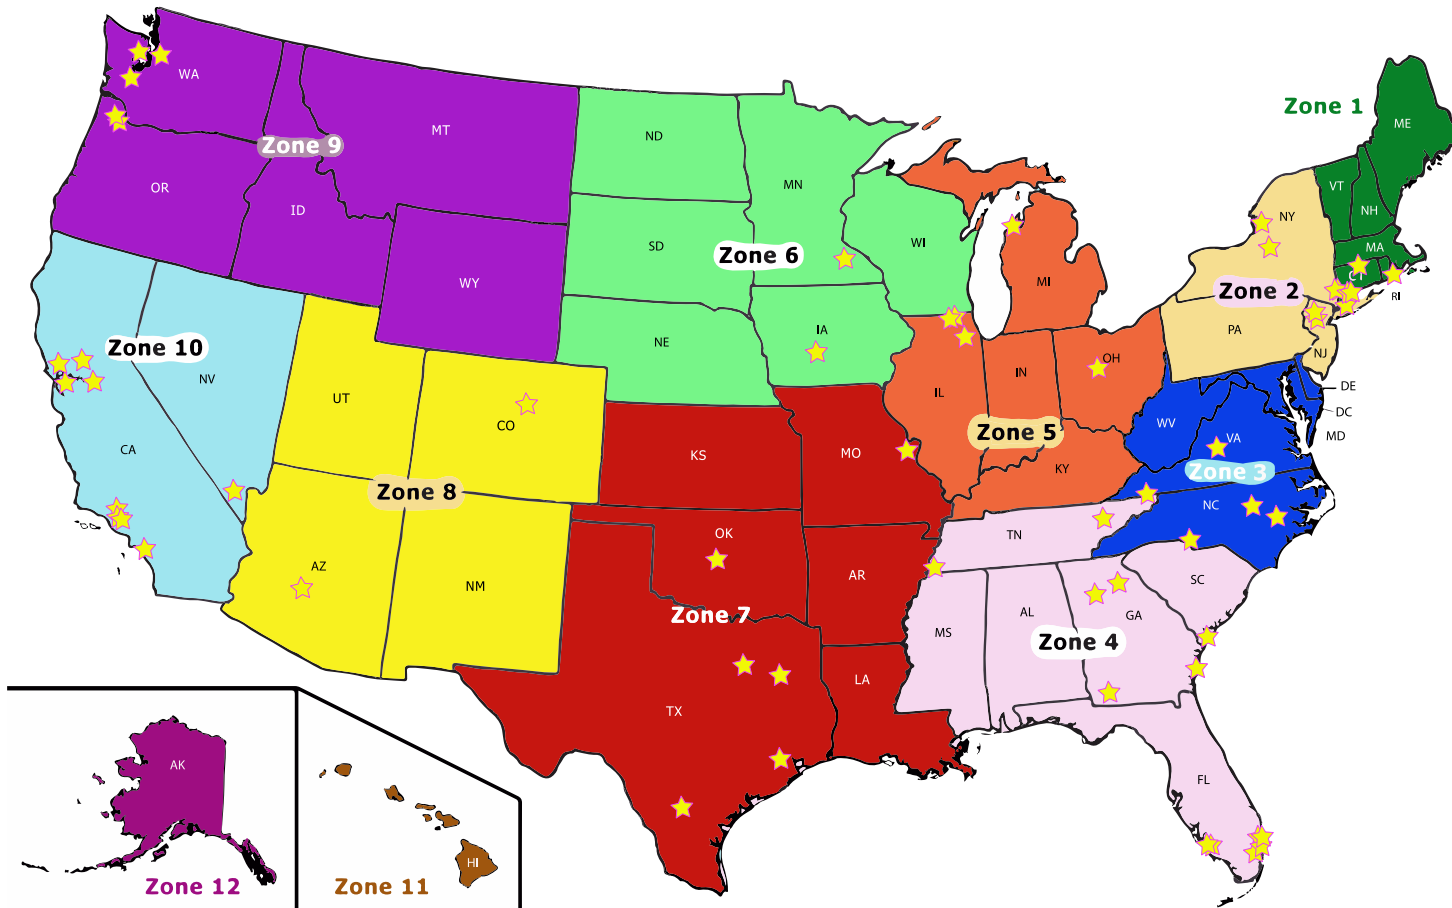 Zone 1
ME
WA
MT
ND
Zone 9
OR
ID
MN
VT
NH
NY
MA
SD
WI
Zone 6
CT
MI
WY
Zone 2
RI
PA
IA
NE
Zone 10
NV
NJ
OH
IN
UT
IL
DE
DC
MD
CO
CA
Zone 5
WV
VA
KS
MO
KY
Zone 3
Zone 8
NC
OK
TN
AZ
AR
NM
SC
AL
GA
Zone 7
MS
Zone 4
LA
TX
AK
FL
HI
Zone 12
Zone 11